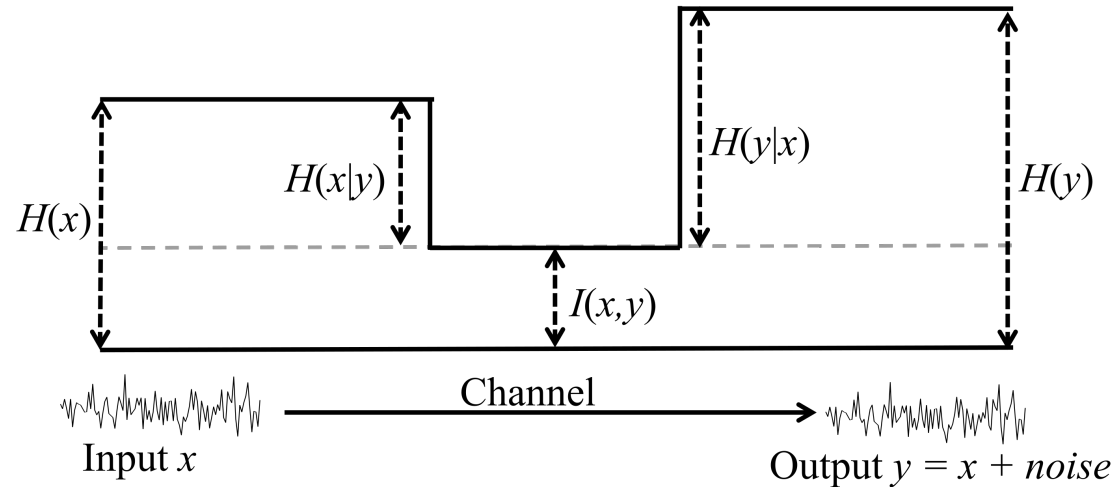 H(x)
H(x|y)
I(x,y)
H(y|x)
H(y)
Channel
Input x
Output y = x + noise